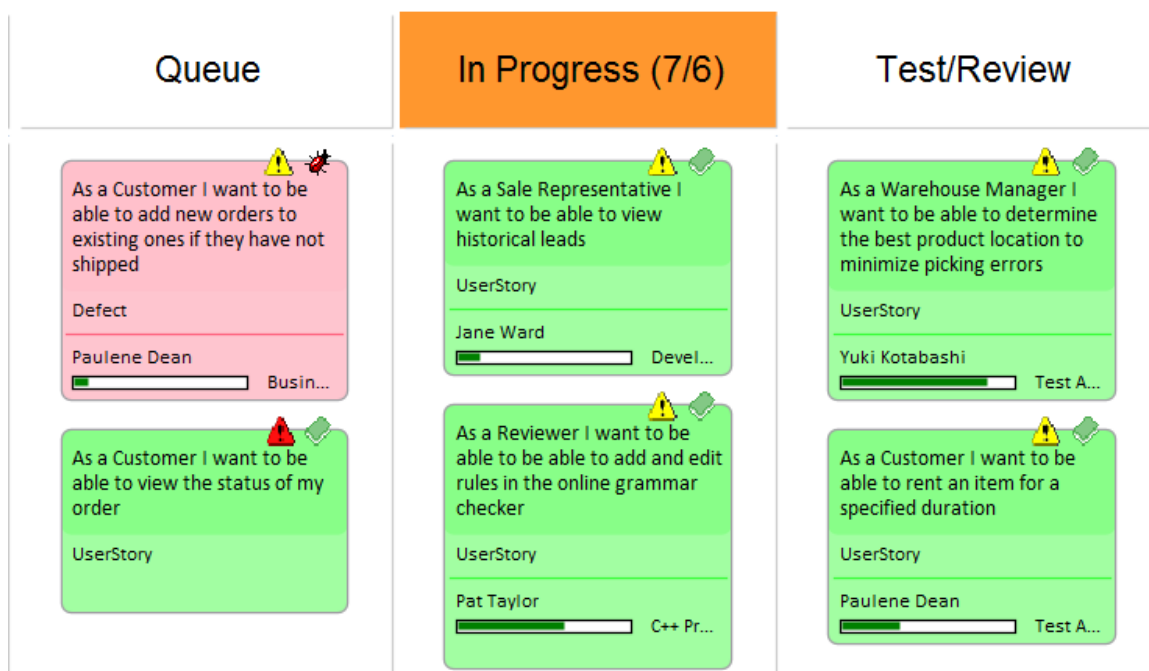 Queue
In Progress (7/6)
Test/Review
As a Customer I want to be
able to add new orders to
existing ones if they have not
shipped
Defect
Paulene Dean
Busin...
As a Customer I want to be
able to view the status of my
order
UserStory
As a Sale Representative I
want to be able to view
historical leads
UserStory
Jane Ward
Devel...
As a Reviewer I want to be
able to be able to add and edit
rules in the online grammar
checker
UserStory
Pat Taylor
C++ Pr...
As a Warehouse Manager I
want to be able to determine
the best product location to
minimize picking errors
UserStory
Yuki Kotabashi
Test A...
As a Customer I want to be
able to rent an item for a
specified duration
UserStory
Paulene Dean
Test A...